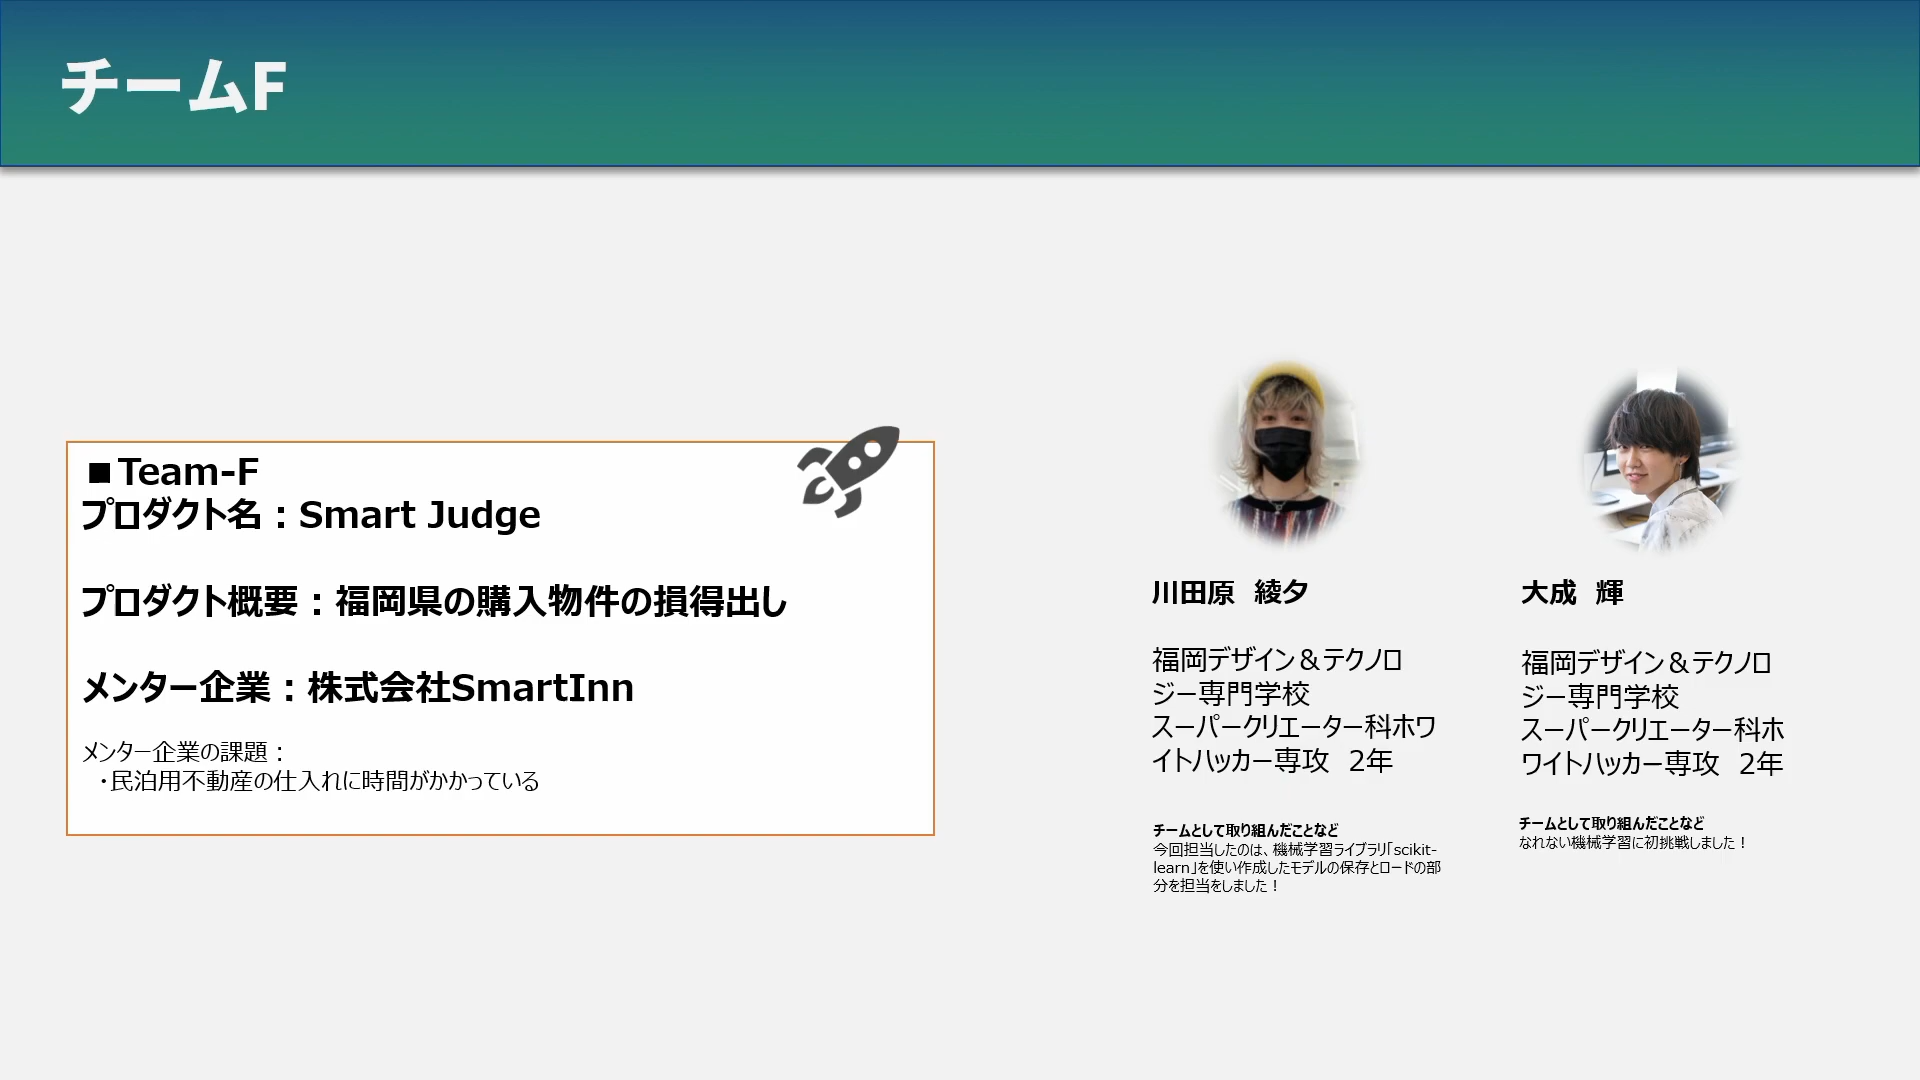 チームF
■Team-F
プロダクト名：Smart Judge
プロダクト概要：福岡県の購入物件の損得出し
メンター企業：株式会社SmartInn
メンター企業の課題：
・民泊用不動産の仕入れに時間がかかっている
川田原 綾夕
福岡デザイン＆テクノロ
ジー専門学校
スーパークリエーター科ホワ
イトハッカー専攻 2年
チームとして取り組んだことなど
今回担当したのは、機械学習ライブラリ「scikit-
learn」を使い作成したモデルの保存とロードの部
分を担当をしました！
大成 輝
福岡デザイン＆テクノロ
ジー専門学校
スーパークリエーター科ホ
ワイトハッカー専攻 2年
チームとして取り組んだことなど
なれない機械学習に初挑戦しました！